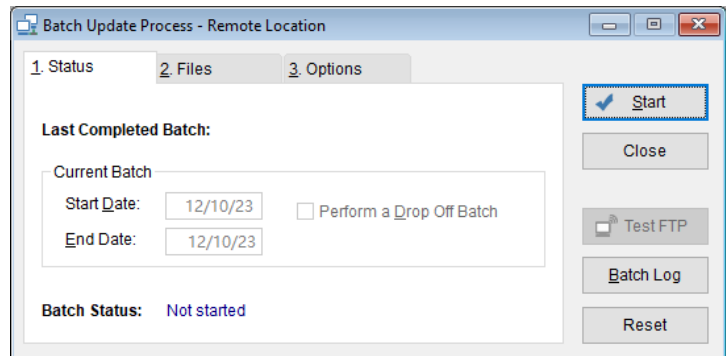 Batch Update Process - Remote Location
1. Status 2. Files 3. Options
Start
Last Completed Batch:
Close
Current Batch
Start Date: 12/10/23
Perform a Drop Off Batch
Test FTP
End Date: 12/10/23
Batch Log
Batch Status: Not started
Reset